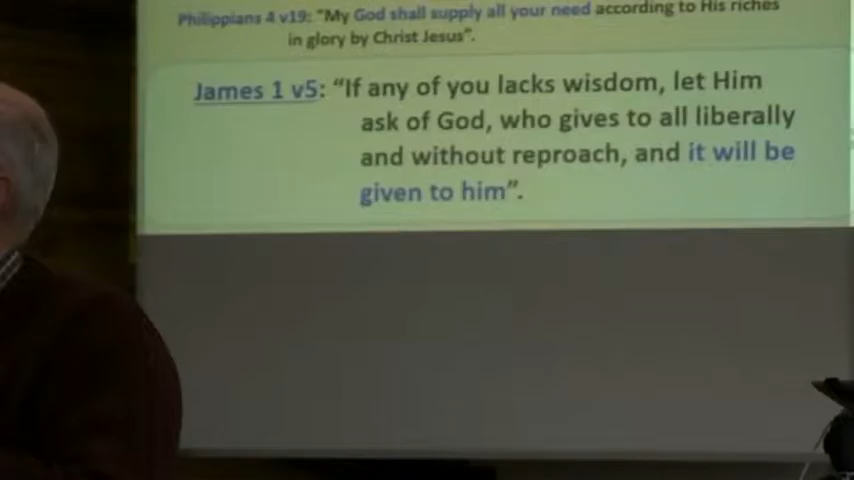 Philippians 4 v19: "My God shall supply all your need according to His riches
in glory by Christ Jesus".
James 1 v5: "If any of you lacks wisdom, let Him
ask of God, who gives to all liberally
and without reproach, and it will be
given to him".